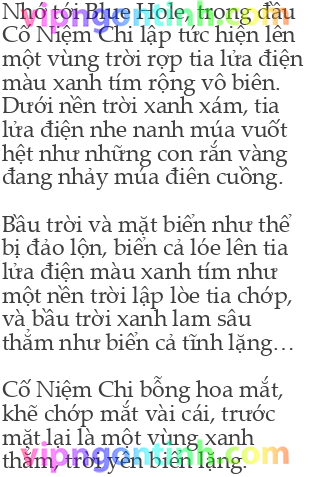 vipngontinh.com
Nhớ tới Blue Hole, trong đầu
Cố Niệm Chi lập tức hiện lên
một vùng trời rợp tia lửa điện
màu xanh tím rộng vô biên.
Dưới nền trời xanh xám, tia
lửa điện nhe nanh múa vuốt
hệt như những con rắn vàng
đang nhảy múa điên cuồng.
Bầu trời và mặt biển như thể
bị đảo lộn, biển cả lóe lên tia
lửa điện màu xanh tím như
một nền trời lập lòe tia chớp,
và bầu trời xanh lam sâu
thẳm như biển cả tĩnh lặng...
Cố Niệm Chi bỗng hoa mắt,
khẽ chớp mắt vài cái, trước
mặt lại là một vùng xanh
vipngontinh.com
thẳm, trời yên biển lặng.